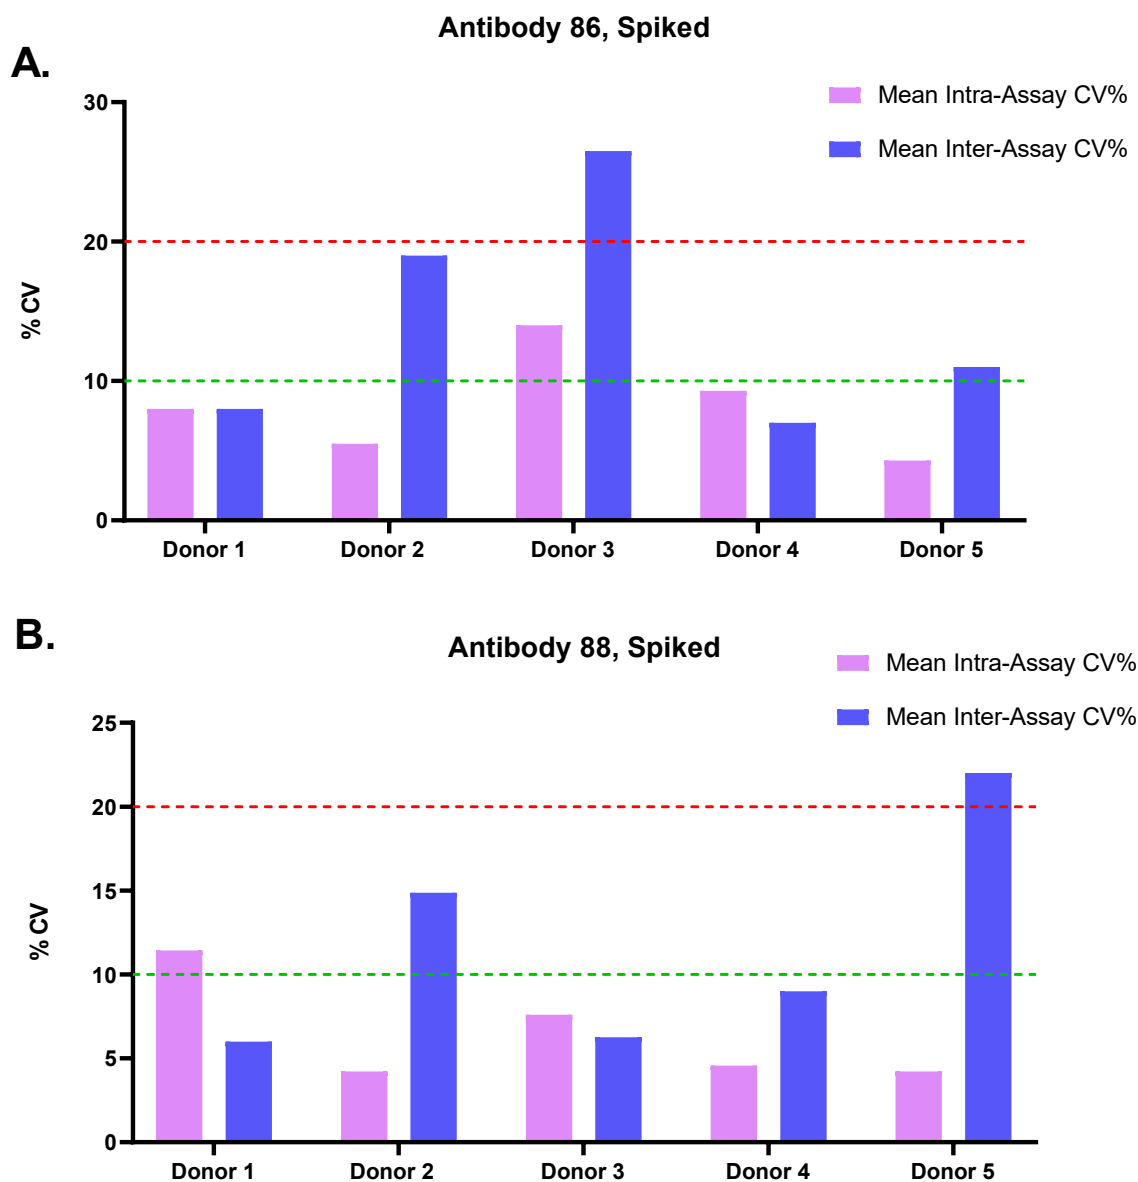 Antibody 86, Spiked
A.
Mean Intra-Assay CV%
Mean Inter-Assay CV%
30
20
10
0
% CV
Donor 1
Donor 2
Donor 3
Donor 4
Donor 5
B.
Antibody 88, Spiked
Mean Intra-Assay CV%
Mean Inter-Assay CV%
25
20
15
10
5
0
% CV
Donor 1
Donor 2
Donor 3
Donor 4
Donor 5